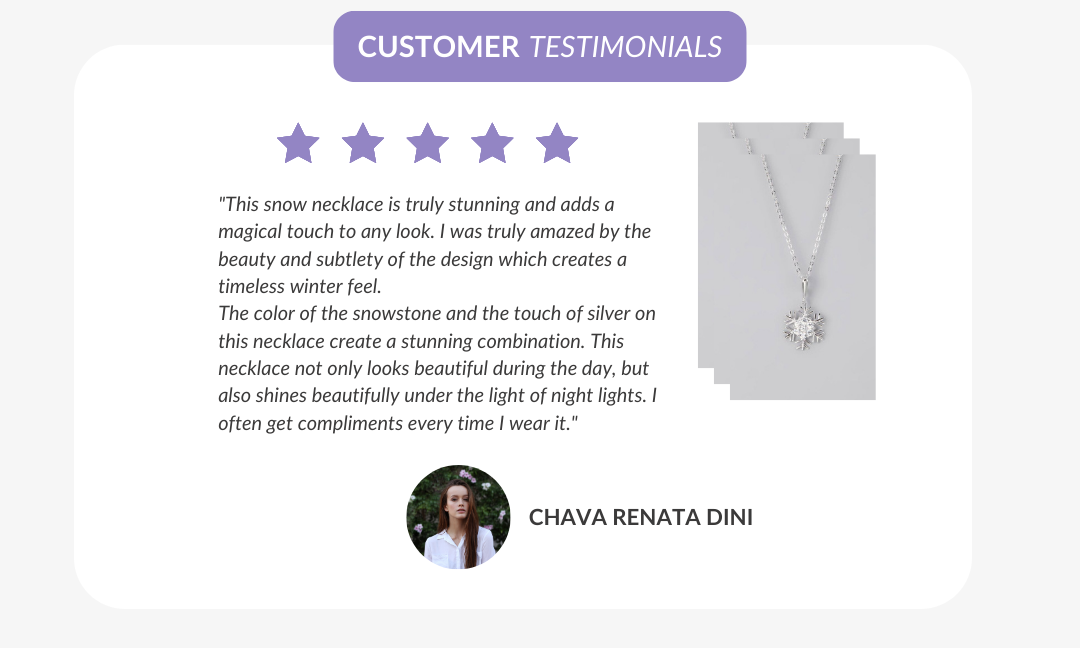 CUSTOMER TESTIMONIALS
"This snow necklace is truly stunning and adds a
magical touch to any look. I was truly amazed by the
beauty and subtlety of the design which creates a
timeless winter feel.
The color of the snowstone and the touch of silver on
this necklace create a stunning combination. This
necklace not only looks beautiful during the day, but
also shines beautifully under the light of night lights. I
often get compliments every time I wear it."
CHAVA RENATA DINI